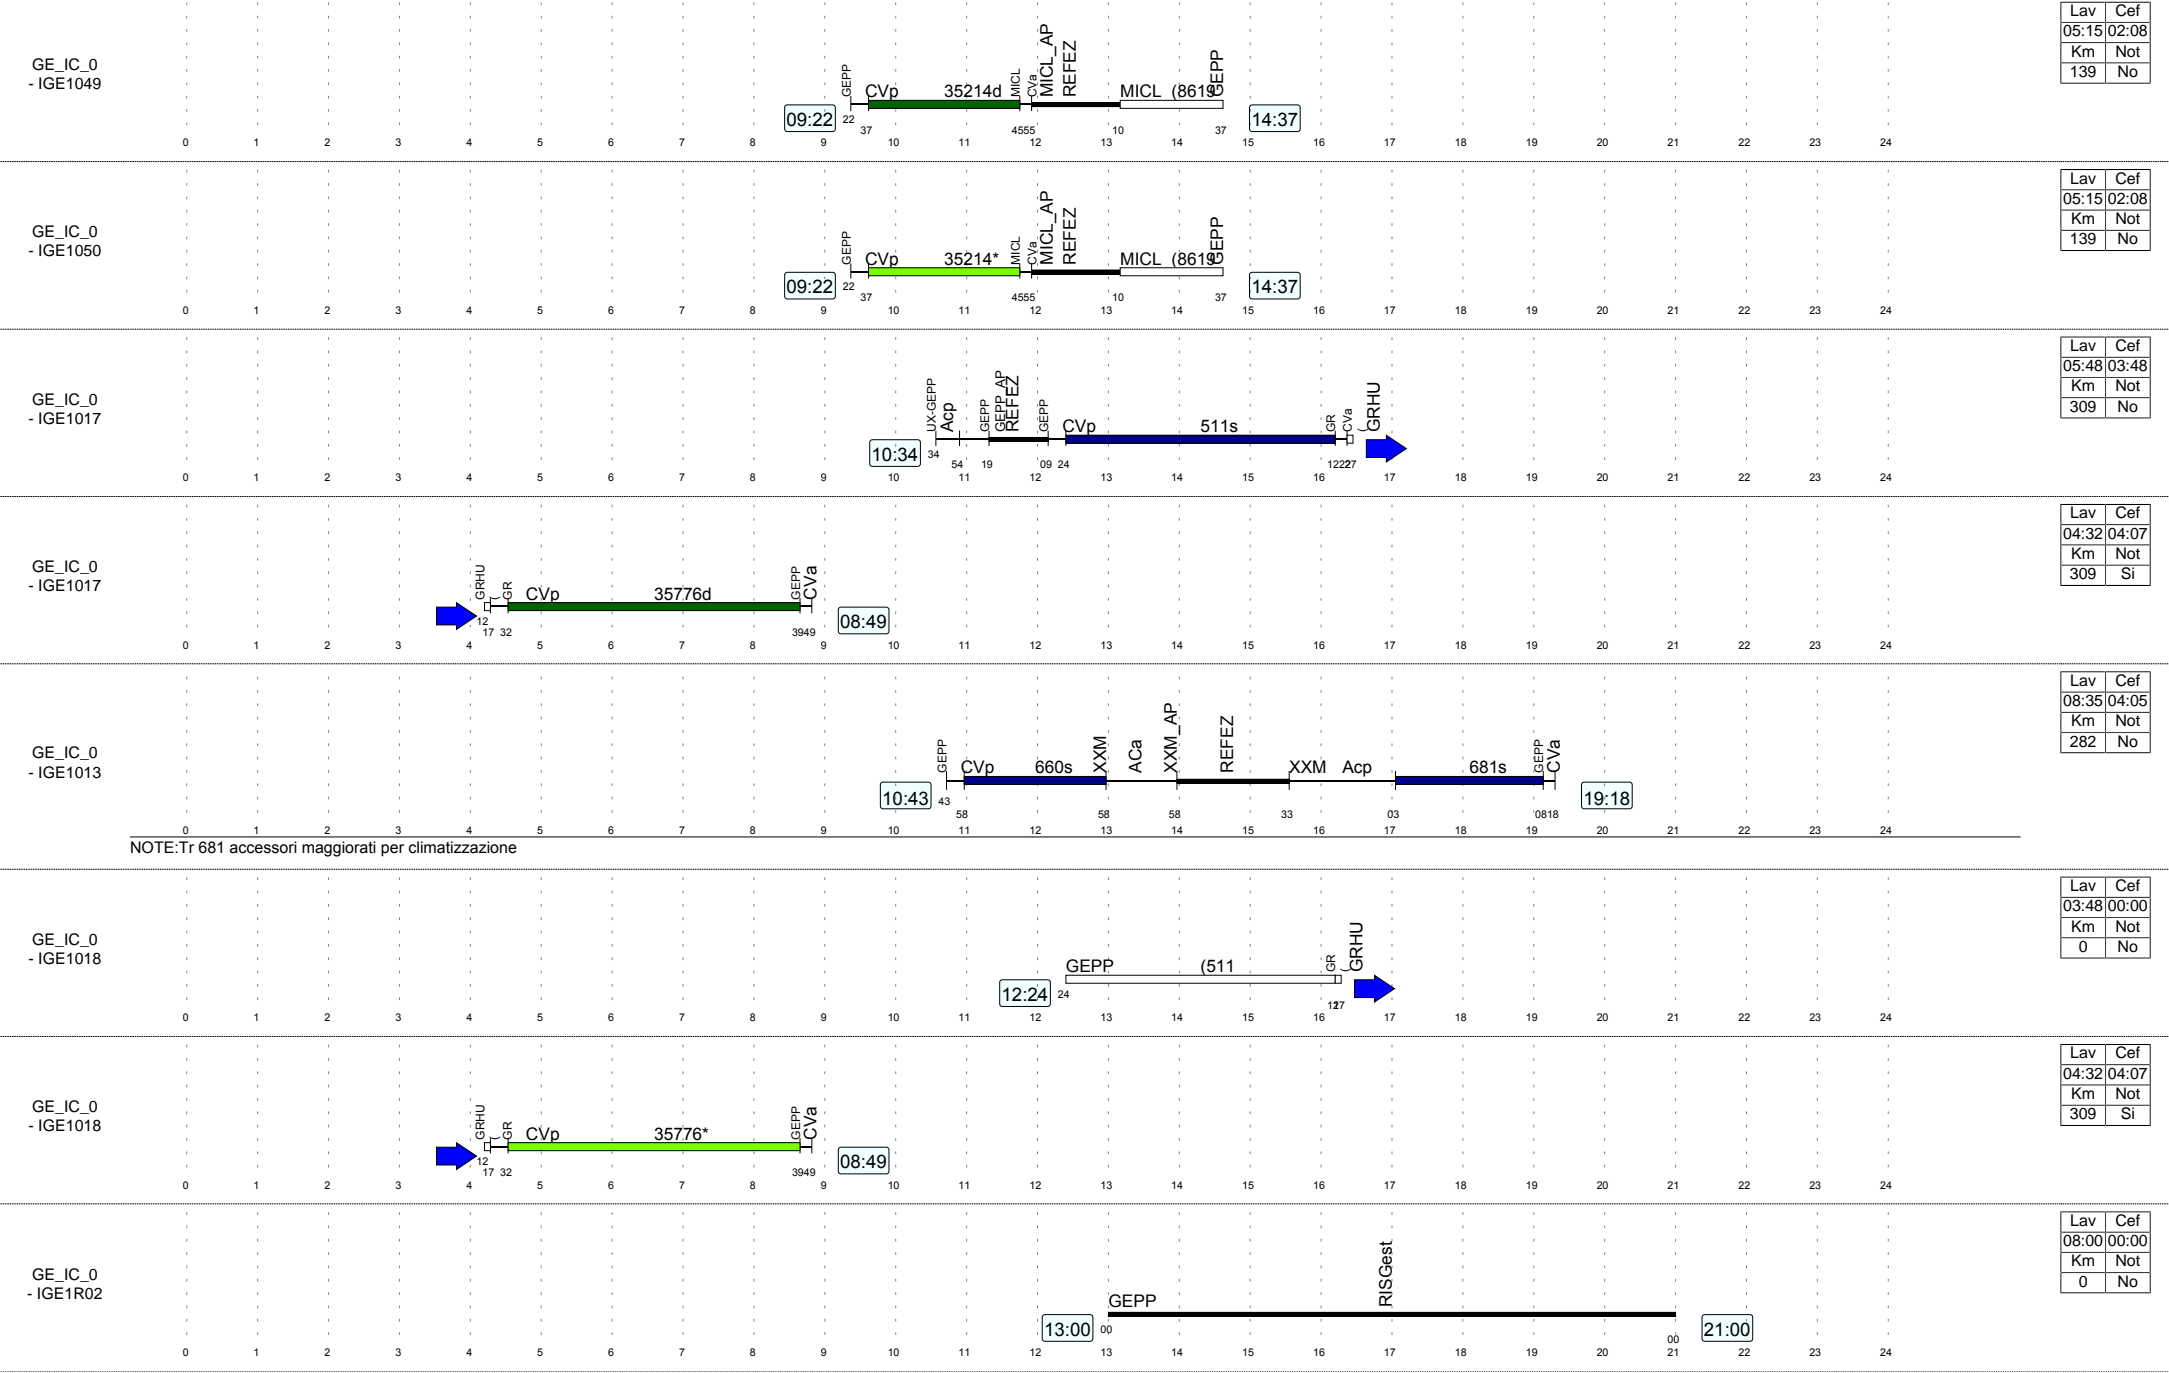 GE_IC_0
- IGE1049
GEPP CVp 35214d MICL CVa MICL_AP REFEZ MICL (8619 GEPP
09:22 22 37 4555 10 37 14:37
0 1 2 3 4 5 6 7 8 9 10 11 12 13 14 15 16 17 18 19 20 21 22 23 24
Lav Cef
05:15 02:08
Km Not
139 No
GE_IC_0
- IGE1050
GEPP CVp 35214* MICL CVa MICL_AP REFEZ MICL (8619 GEPP
09:22 22 37 4555 10 37 14:37
0 1 2 3 4 5 6 7 8 9 10 11 12 13 14 15 16 17 18 19 20 21 22 23 24
Lav Cef
05:15 02:08
Km Not
139 No
GE_IC_0
- IGE1017
UX-GEPP Acp GEPP GEPP_AP REFEZ GEPP CVp 511s GR CVa ( GRHU
10:34 34 54 19 09 24 122227
0 1 2 3 4 5 6 7 8 9 10 11 12 13 14 15 16 17 18 19 20 21 22 23 24
Lav Cef
05:48 03:48
Km Not
309 No
GE_IC_0
- IGE1017
GRHU ( GR CVp 35776d GEPP CVa
12 17 32 3949 08:49
0 1 2 3 4 5 6 7 8 9 10 11 12 13 14 15 16 17 18 19 20 21 22 23 24
Lav Cef
04:32 04:07
Km Not
309 Si
GE_IC_0
- IGE1013
GEPP CVp 660s XXM ACa XXM_AP REFEZ XXM Acp 681s GEPP CVa
10:43 43 58 58 58 33 03 0818 19:18
0 1 2 3 4 5 6 7 8 9 10 11 12 13 14 15 16 17 18 19 20 21 22 23 24
NOTE:Tr 681 accessori maggiorati per climatizzazione
Lav Cef
08:35 04:05
Km Not
282 No
GE_IC_0
- IGE1018
GEPP (511 GR ( GRHU
12:24 24 1217
0 1 2 3 4 5 6 7 8 9 10 11 12 13 14 15 16 17 18 19 20 21 22 23 24
Lav Cef
03:48 00:00
Km Not
0 No
GE_IC_0
- IGE1018
GRHU ( GR CVp 35776* GEPP CVa
12 17 32 3949 08:49
0 1 2 3 4 5 6 7 8 9 10 11 12 13 14 15 16 17 18 19 20 21 22 23 24
Lav Cef
04:32 04:07
Km Not
309 Si
GE_IC_0
- IGE1R02
GEPP RISGest
13:00 00 00 21:00
0 1 2 3 4 5 6 7 8 9 10 11 12 13 14 15 16 17 18 19 20 21 22 23 24
Lav Cef
08:00 00:00
Km Not
0 No